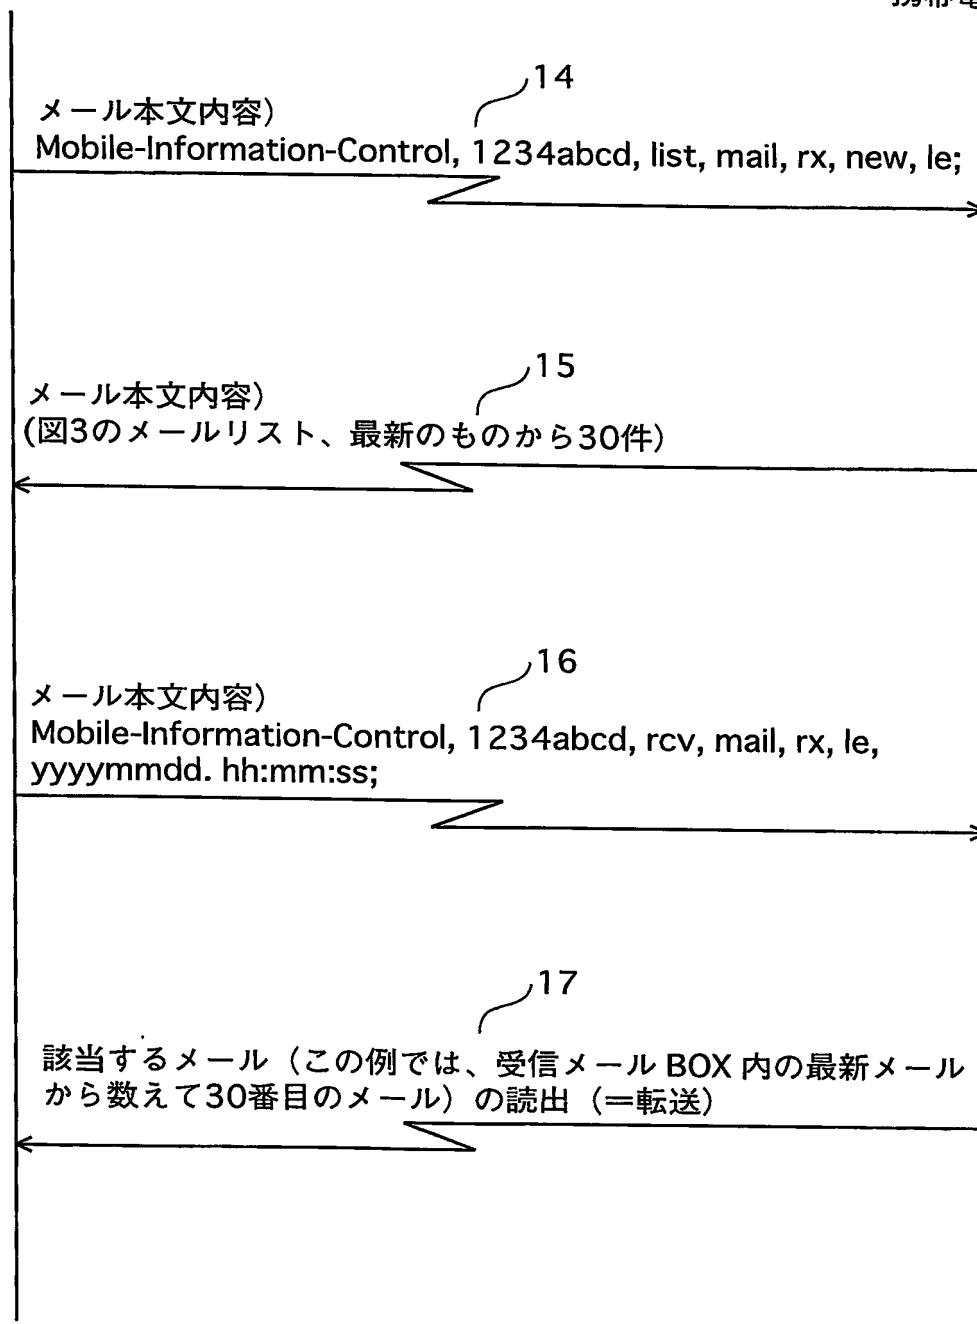 14
メール本文内容)
Mobile-Information-Control, 1234abcd, list, mail, rx, new, le;
15
メール本文内容)
(図3のメールリスト、最新のものから30件)
16
メール本文内容)
Mobile-Information-Control, 1234abcd, rcv, mail, rx, le,
yyyymmdd. hh:mm:ss;
17
該当するメール(この例では、受信メール BOX 内の最新メール
から数えて30番目のメール)の読出(=転送)